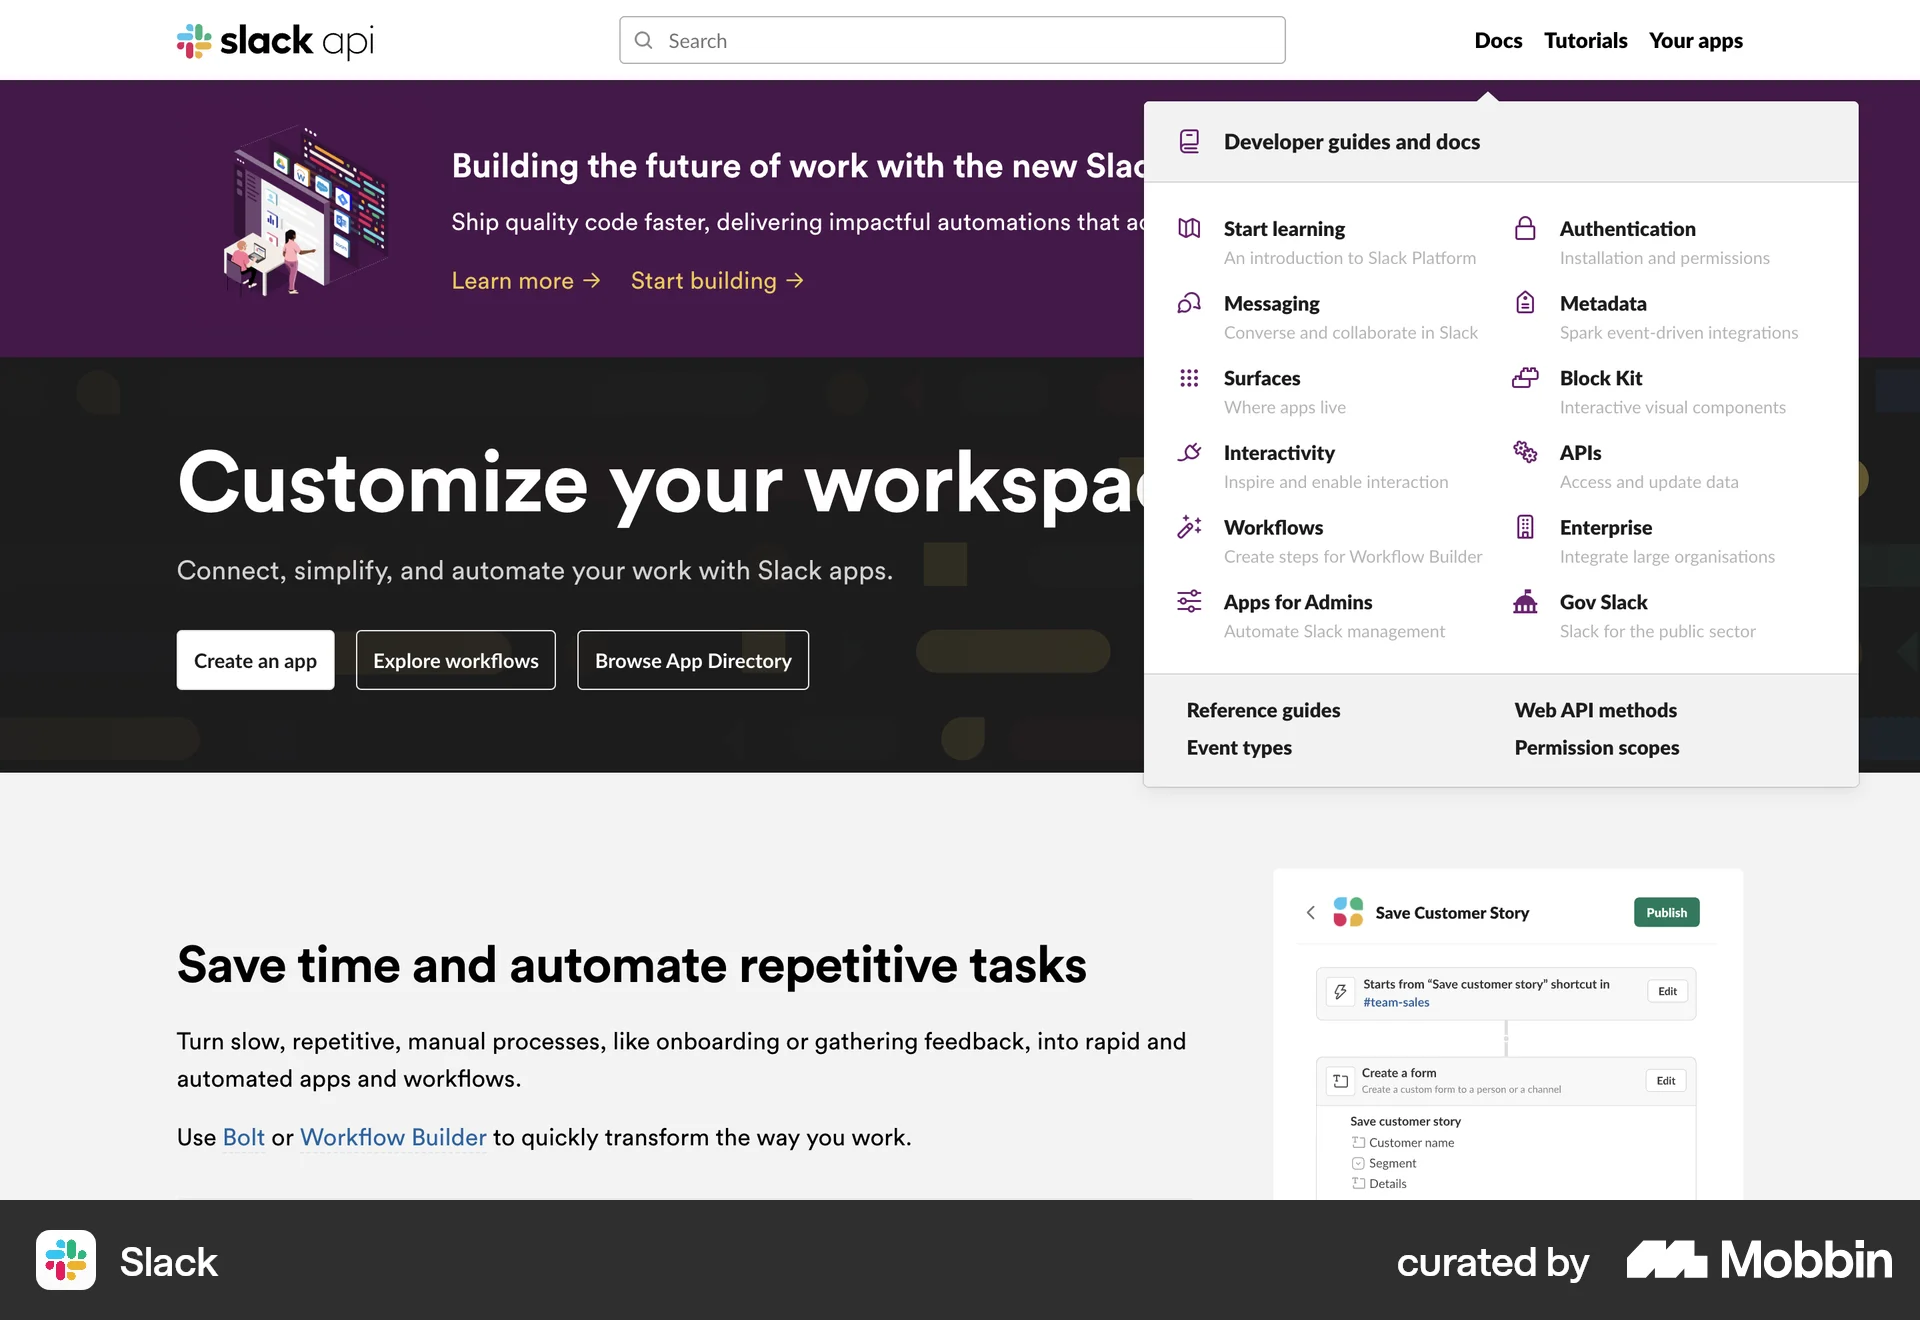 slack api
Search
Docs
Tutorials
Your apps
Building the future of work with the new Slac
Ship quality code faster, delivering impactful automations that ac
Learn more →
Start building →
Developer guides and docs
Start learning
An introduction to Slack Platform
Authentication
Installation and permissions
Messaging
Converse and collaborate in Slack
Metadata
Spark event-driven integrations
Surfaces
Where apps live
Block Kit
Interactive visual components
Interactivity
Inspire and enable interaction
APIs
Access and update data
Workflows
Create steps for Workflow Builder
Enterprise
Integrate large organisations
Apps for Admins
Automate Slack management
Gov Slack
Slack for the public sector
Reference guides
Web API methods
Event types
Permission scopes
Customize your workspac
Connect, simplify, and automate your work with Slack apps.
Create an app
Explore workflows
Browse App Directory
Save time and automate repetitive tasks
Turn slow, repetitive, manual processes, like onboarding or gathering feedback, into rapid and
automated apps and workflows.
Use Bolt or Workflow Builder to quickly transform the way you work.
Save Customer Story
Publish
Starts from “Save customer story” shortcut in
#team-sales
Edit
Create a form
Create a custom form to a person or a channel
Edit
Save customer story
Customer name
Segment
Details
Slack
curated by
Mobbin